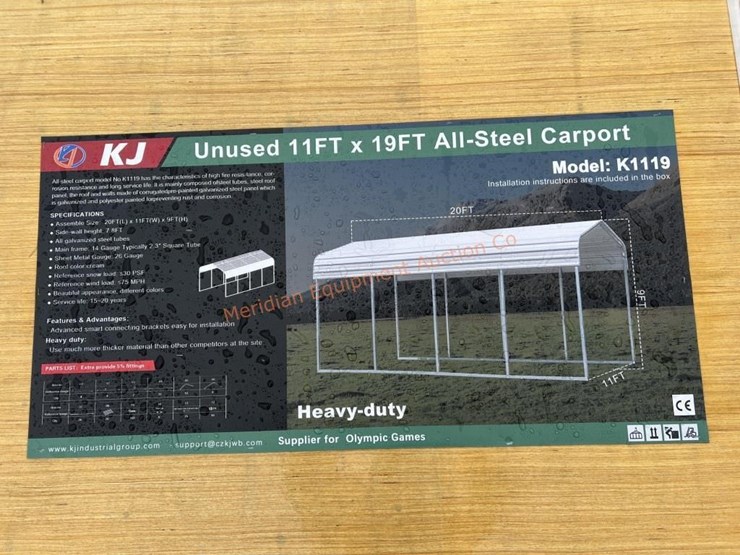 KJ
Unused 11FT x 19FT All-Steel Carport
Model: K1119
Installation instructions are included in the box
All-steel carport model No K1119 has the characteristics of high fire resis-tance, cor-
rosion resistance and long service life. It is mainly composed of steel tubes, steel roof
panel, the roof and walls made of corrugated pre-painted galvanized steel panel which
is galvanized and polyester painted for preventing rust and corrosion.
SPECIFICATIONS
• Assemble Size: 20FT(L) x 11FT(W) x 9FT(H)
• Side-wall height: 7.8FT
• All galvanized steel tubes
• Main frame: 14 Gauge Typically 2.3" Square Tube
• Sheet Metal Gauge: 26 Gauge
• Roof color:cream
• Reference snow load: ≤30 PSF
• Reference wind load: ≤75 MPH
• Beautiful appearance, different colors
• Service life: 15~20 years
Features & Advantages:
Advanced smart connecting brackets easy for installation
Heavy duty:
Use much more thicker material than other competitors at the site
PARTS LIST: Extra provide 5% fittings
20FT
9FT
11FT
Meridian Equipment Auction Co
Heavy-duty
CE
www.kjindustrialgroup.com support@czkjwb.com Supplier for Olympic Games